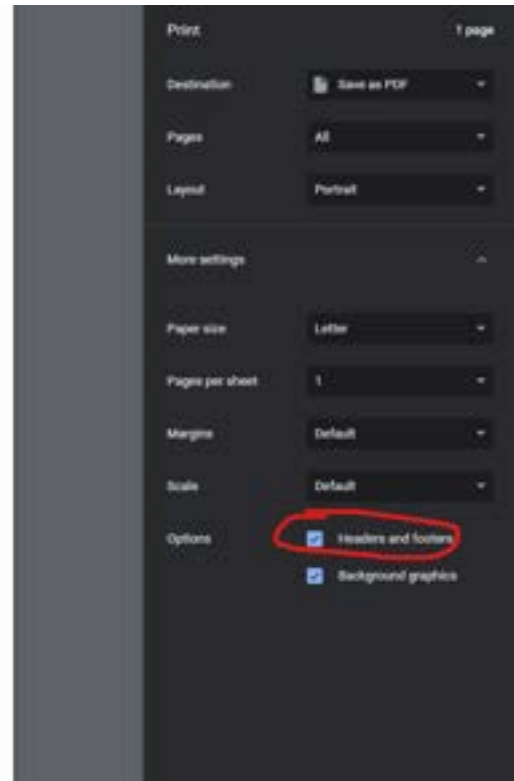 Print 1 page
Destination Save as PDF
Pages All
Layout Portrait
More settings
Paper size Letter
Pages per sheet 1
Margins Default
Scale Default
Options Headers and footers
Background graphics